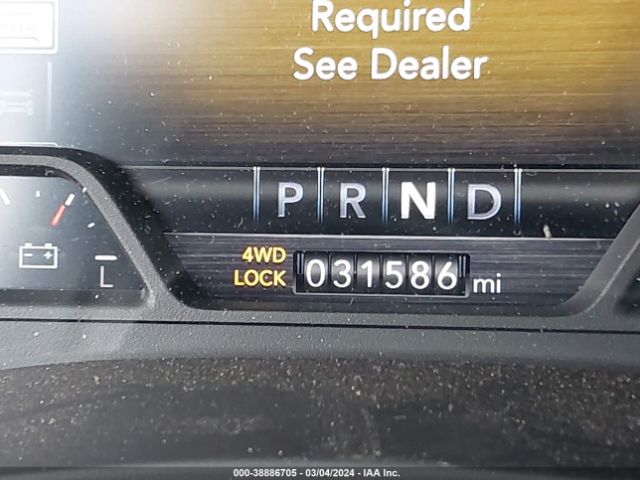 Required
See Dealer
P R N D
4WD
LOCK
031586 mi
L
000-38886705 - 03/04/2024 - IAA Inc.